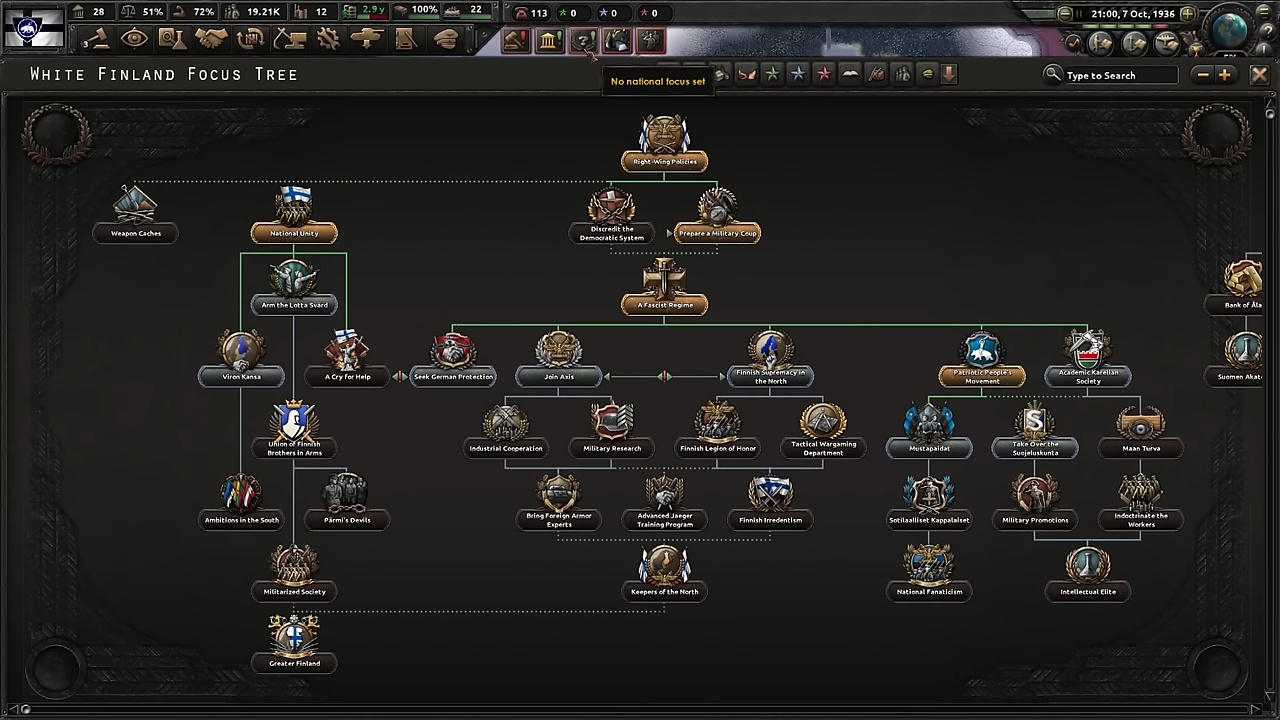 28 51% 72% 19.21K 12 2.9 y 100% 22 113 0 0 0 21:00, 7 Oct, 1936
3
WHITE FINLAND FOCUS TREE
No national focus set
Type to Search
Right-Wing Policies
Weapon Caches
National Unity
Discredit the
Democratic System
Prepare a Military Coup
Arm the Lotta Svärd
A Fascist Regime
Bank of Åla
Viron Kansa
A Cry for Help
Seek German Protection
Join Axis
Finnish Supremacy in
the North
Patriotic People's
Movement
Academic Karelian
Society
Suomen Akate
Union of Finnish
Brothers in Arms
Industrial Cooperation
Military Research
Finnish Legion of Honor
Tactical Wargaming
Department
Mustapaidat
Take Over the
Suojeluskunta
Maan Turva
Ambitions in the South
Pärmi's Devils
Bring Foreign Armor
Experts
Advanced Jaeger
Training Program
Finnish Irredentism
Sotilaalliset Kappalaiset
Military Promotions
Indoctrinate the
Workers
Militarized Society
Keepers of the North
National Fanaticism
Intellectual Elite
Greater Finland